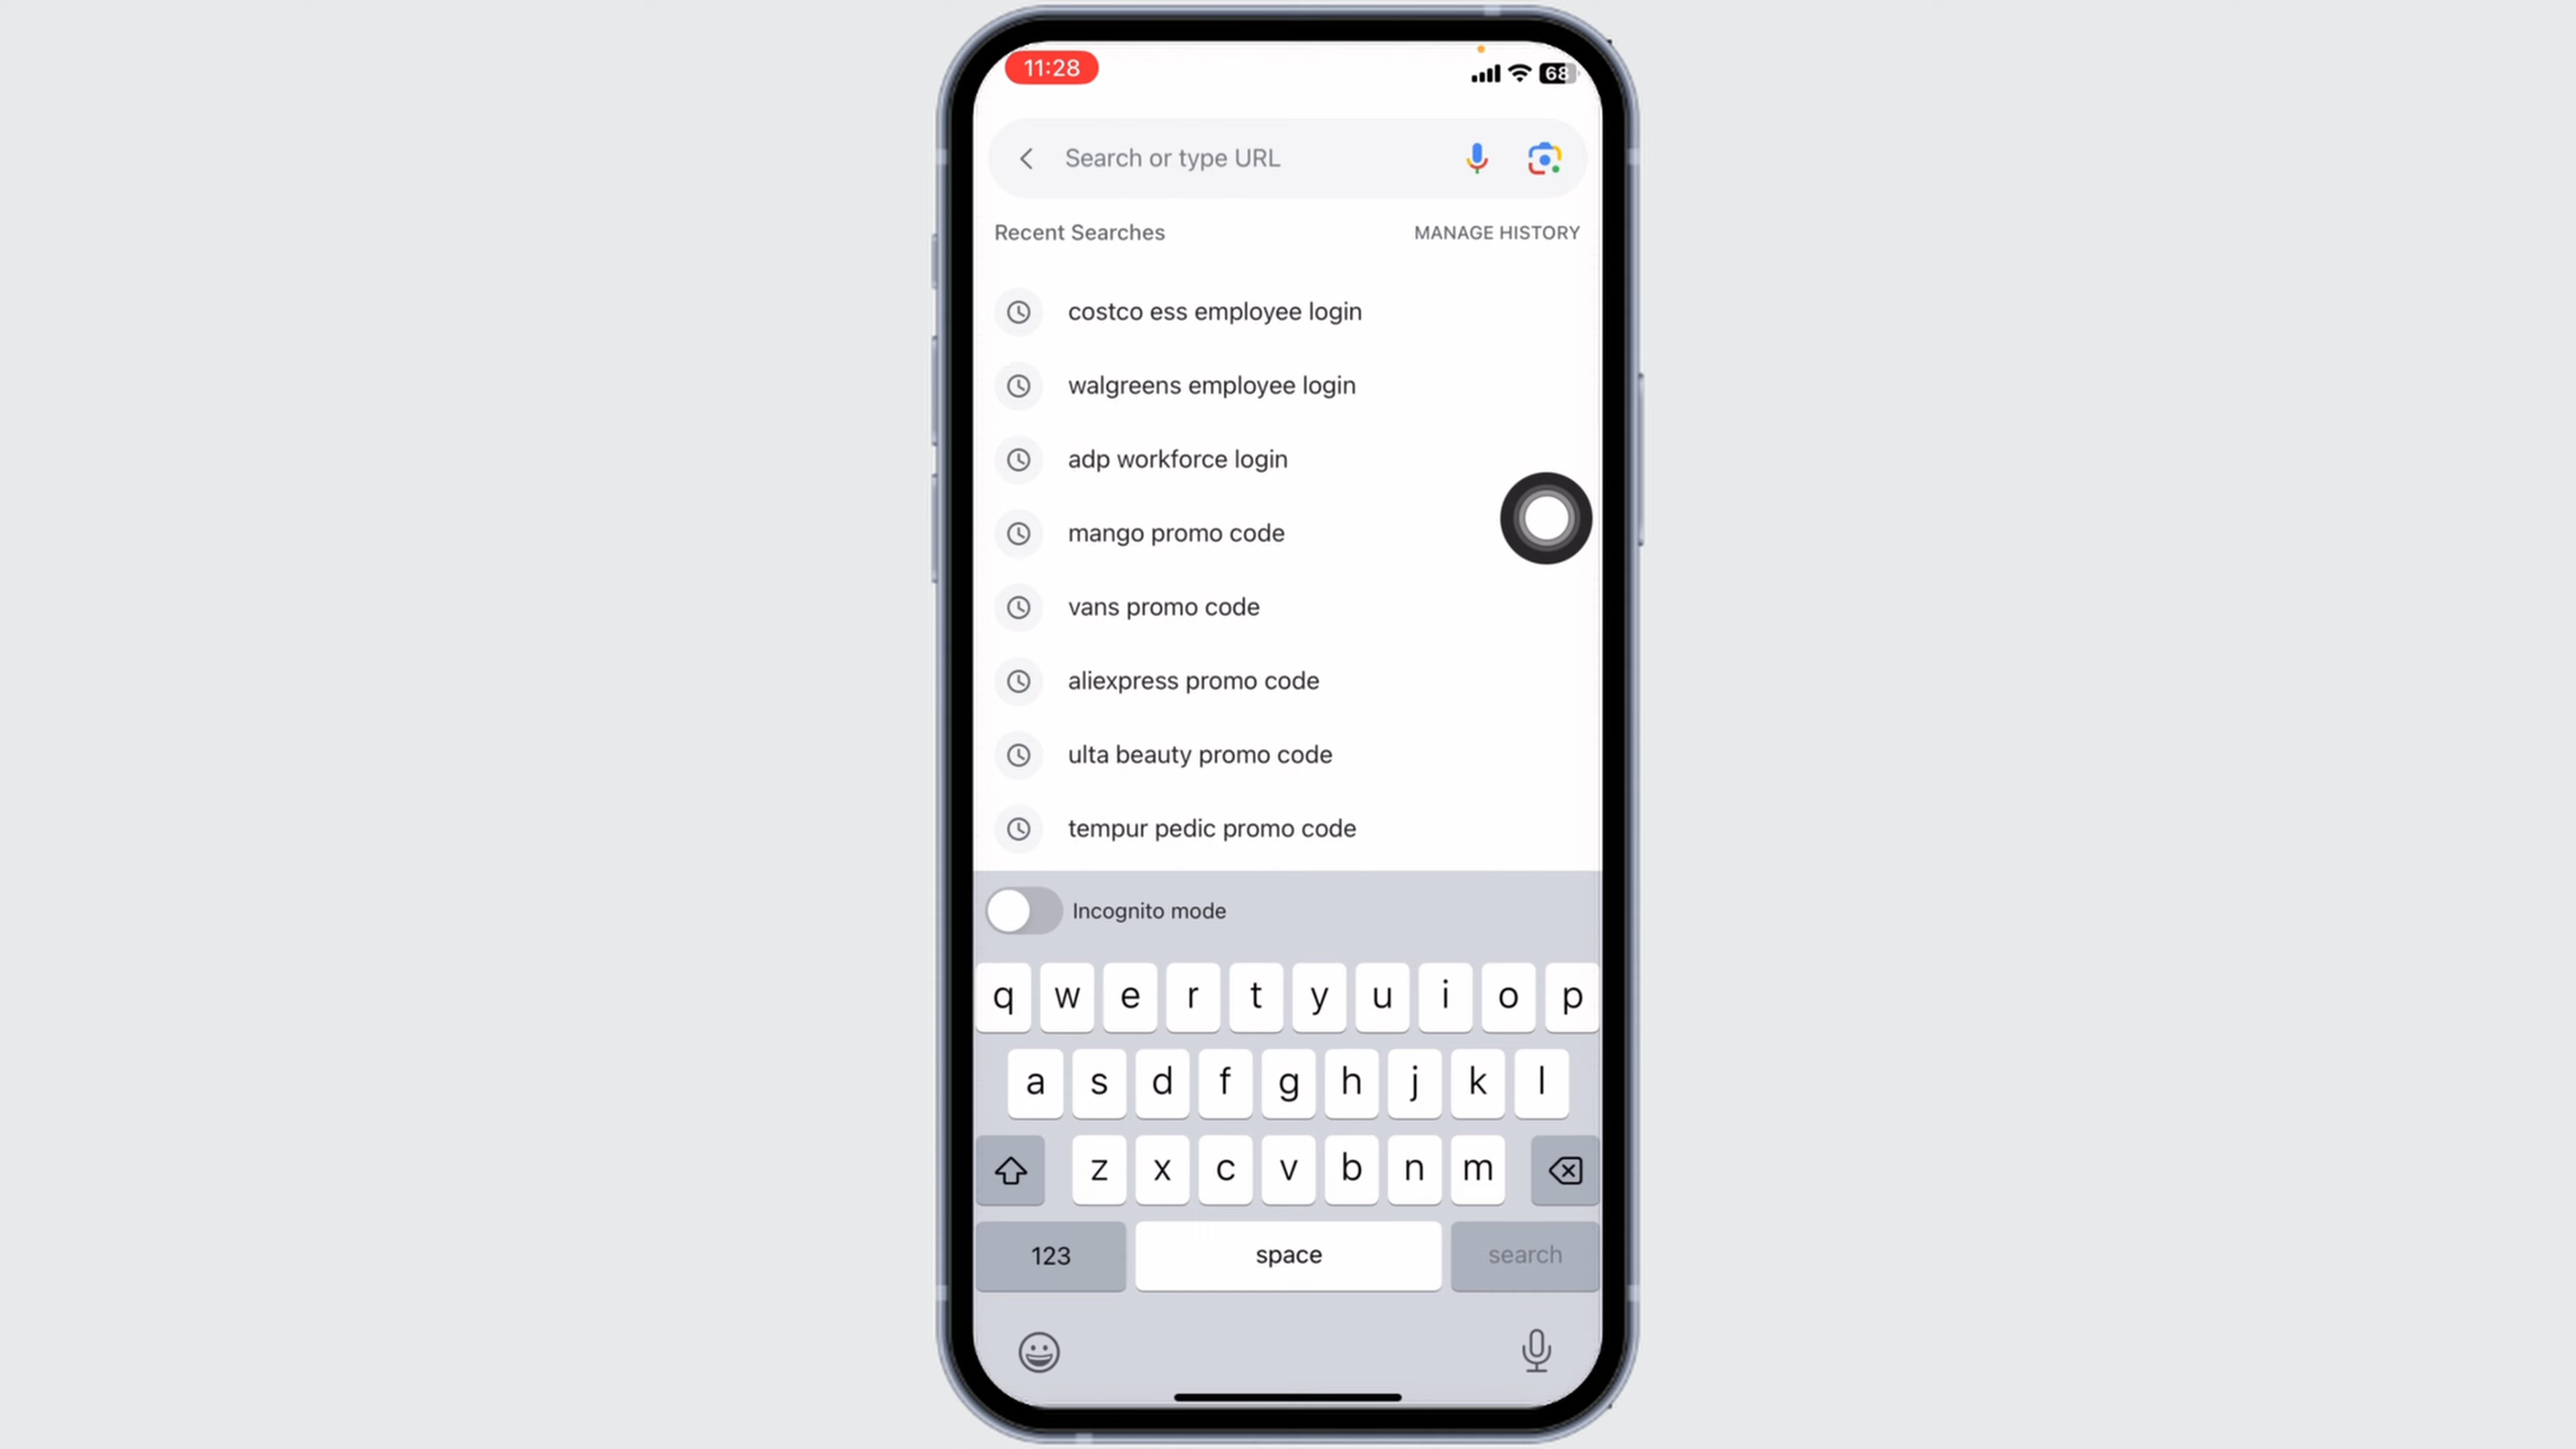 11:28
68
Search or type URL
Recent Searches MANAGE HISTORY
costco ess employee login
walgreens employee login
adp workforce login
mango promo code
vans promo code
aliexpress promo code
ulta beauty promo code
tempur pedic promo code
Incognito mode
q w e r t y u i o p
a s d f g h j k l
z x c v b n m
123 space search